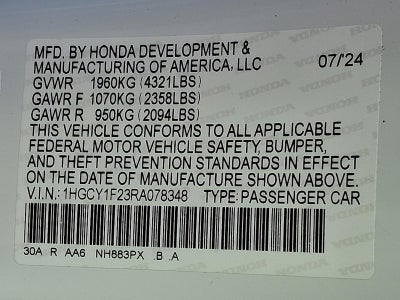 MFD. BY HONDA DEVELOPMENT &
MANUFACTURING OF AMERICA, LLC 07/24
GVWR 1960KG (4321LBS)
GAWR F 1070KG (2358LBS)
GAWR R 950KG (2094LBS)
THIS VEHICLE CONFORMS TO ALL APPLICABLE
FEDERAL MOTOR VEHICLE SAFETY, BUMPER,
AND THEFT PREVENTION STANDARDS IN EFFECT
ON THE DATE OF MANUFACTURE SHOWN ABOVE.
V.I.N.: 1HGCY1F23RA078348 TYPE: PASSENGER CAR
30A R AA6 NH883PX .B .A